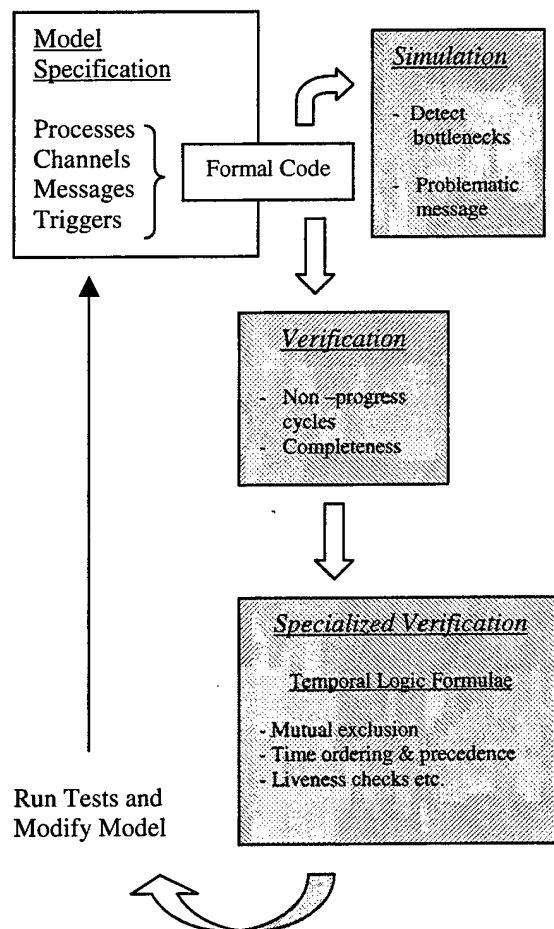 Model
Specification
Processes
Channels
Messages
Triggers
Formal Code
Simulation
- Detect
bottlenecks
- Problematic
message
Verification
- Non –progress
cycles
- Completeness
Specialized Verification
Temporal Logic Formulae
- Mutual exclusion
- Time ordering & precedence
- Liveness checks etc.
Run Tests and
Modify Model